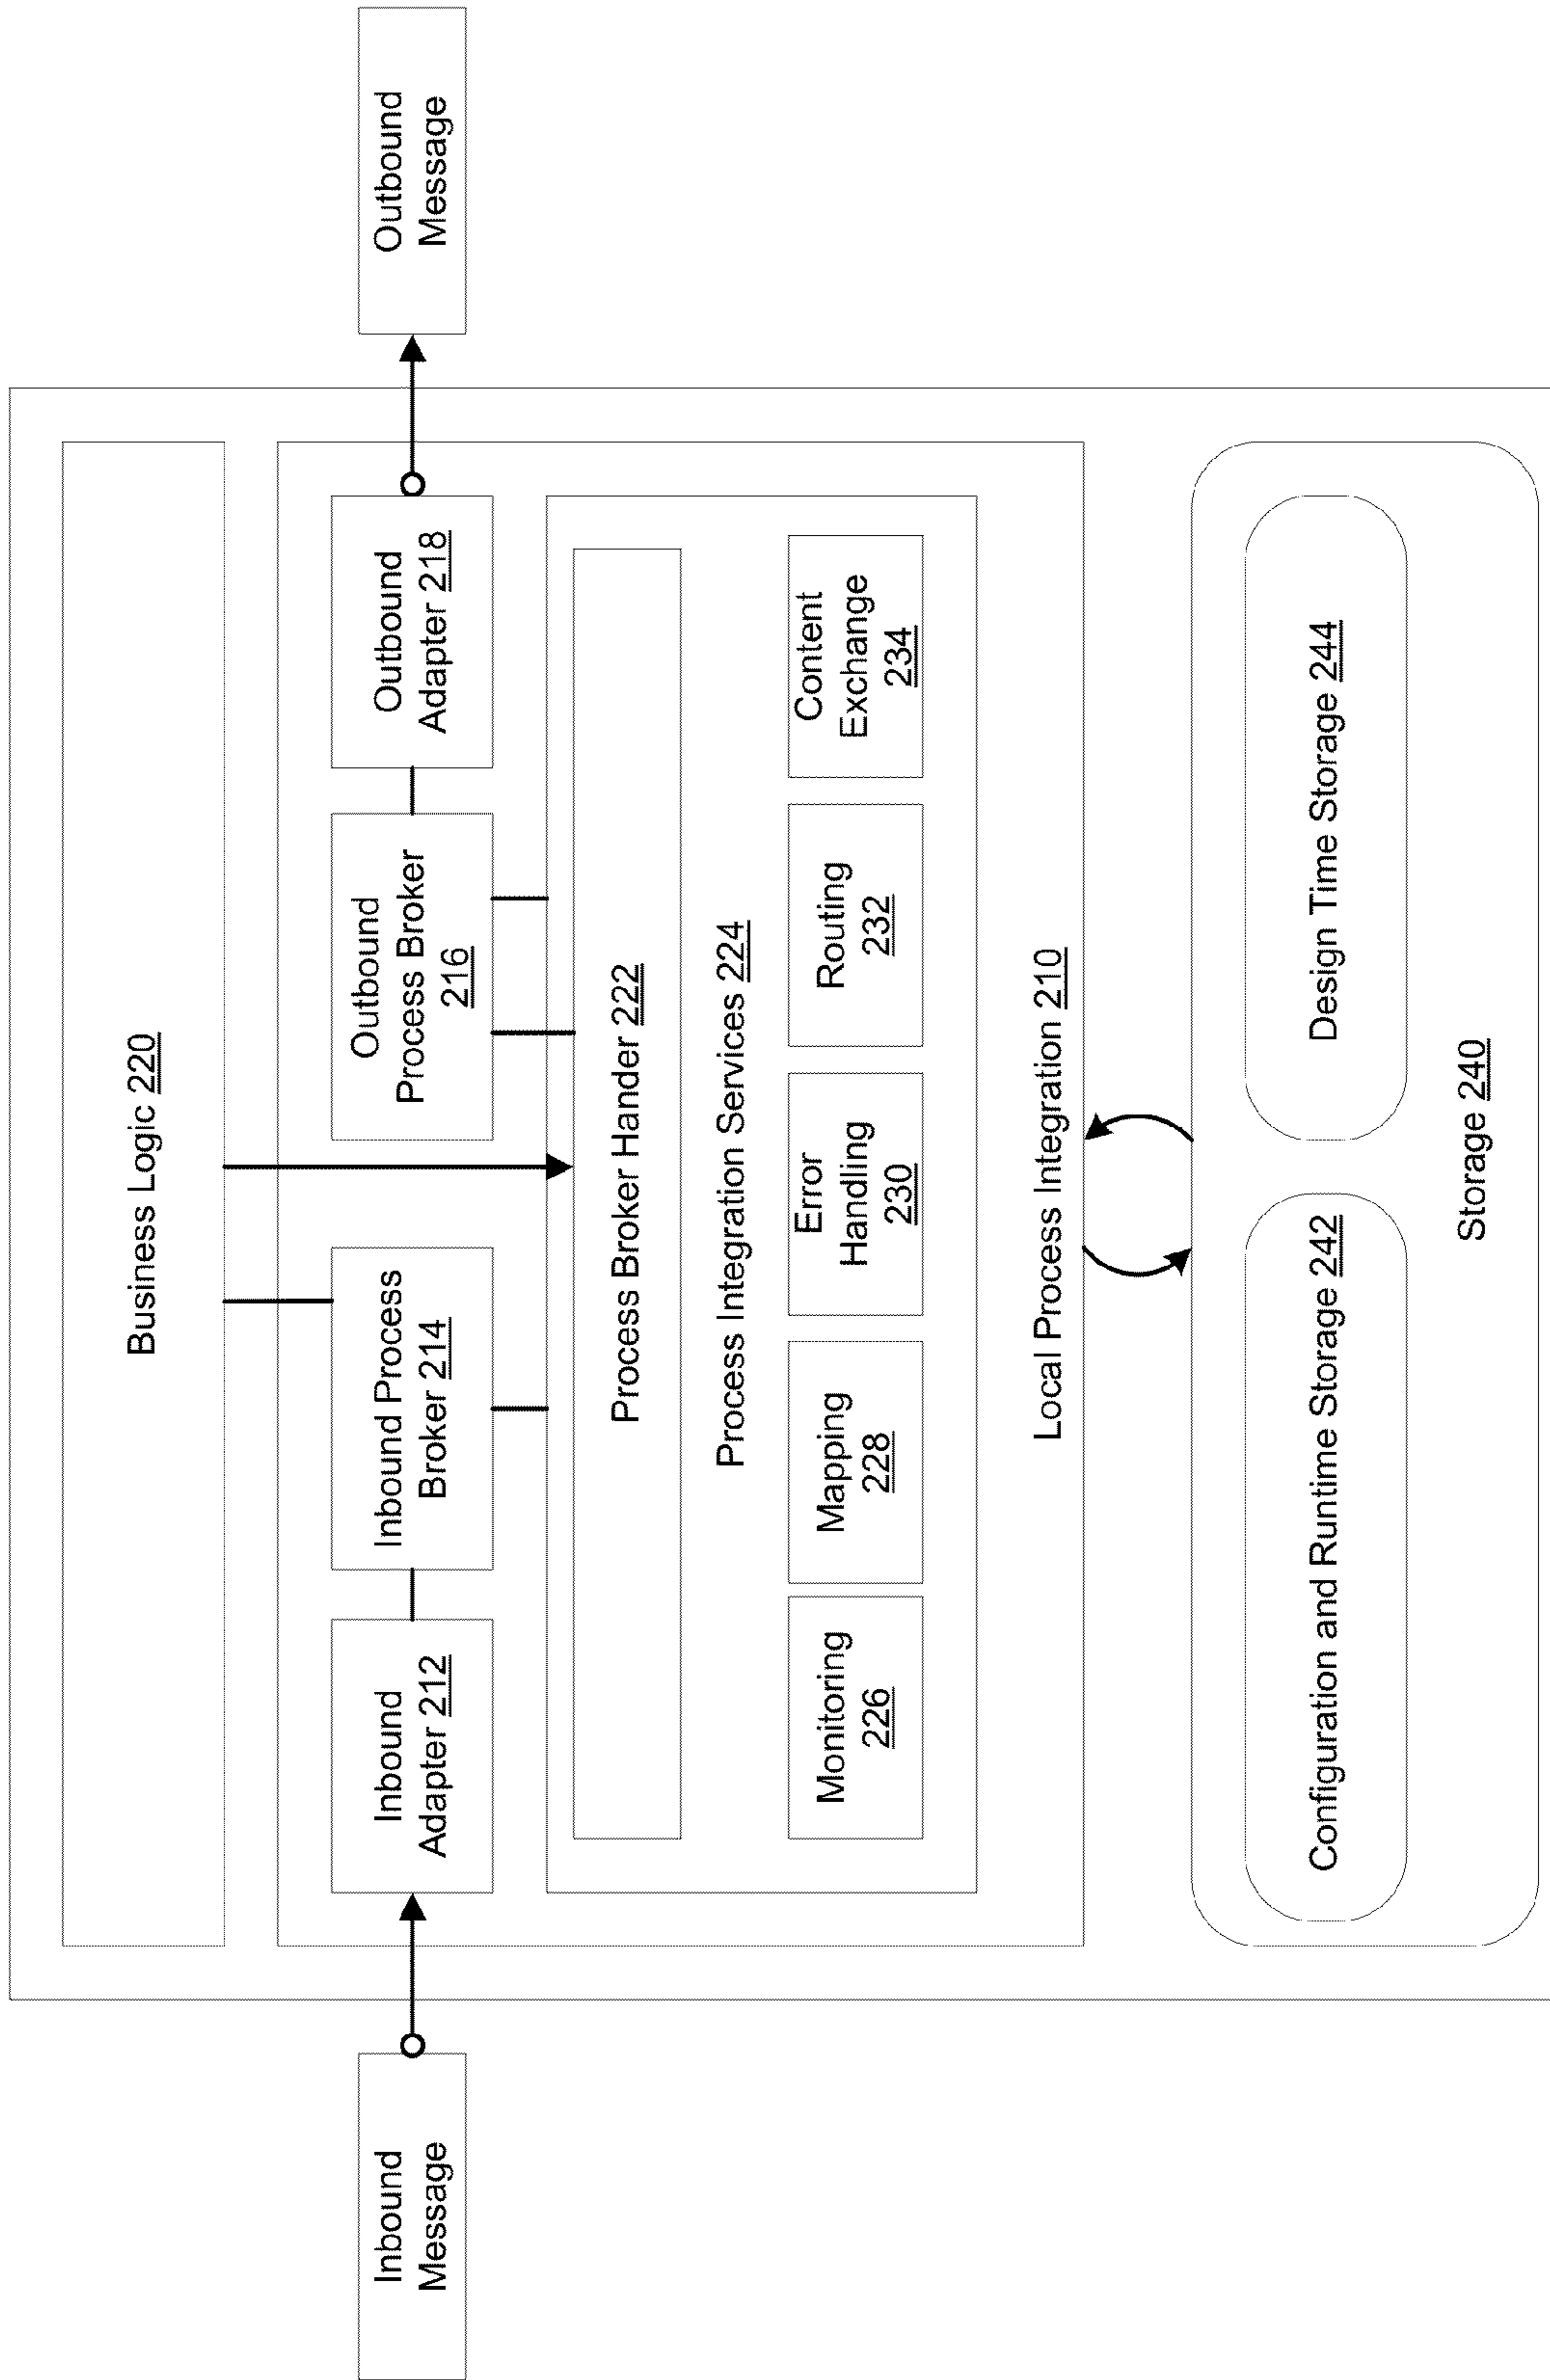 Business Logic 220
Inbound
Message
Inbound
Adapter 212
Inbound Process
Broker 214
Outbound
Process Broker
216
Outbound
Adapter 218
Outbound
Message
Process Broker Hander 222
Process Integration Services 224
Monitoring
226
Mapping
228
Error
Handling
230
Routing
232
Content
Exchange
234
Local Process Integration 210
Configuration and Runtime Storage 242
Design Time Storage 244
Storage 240